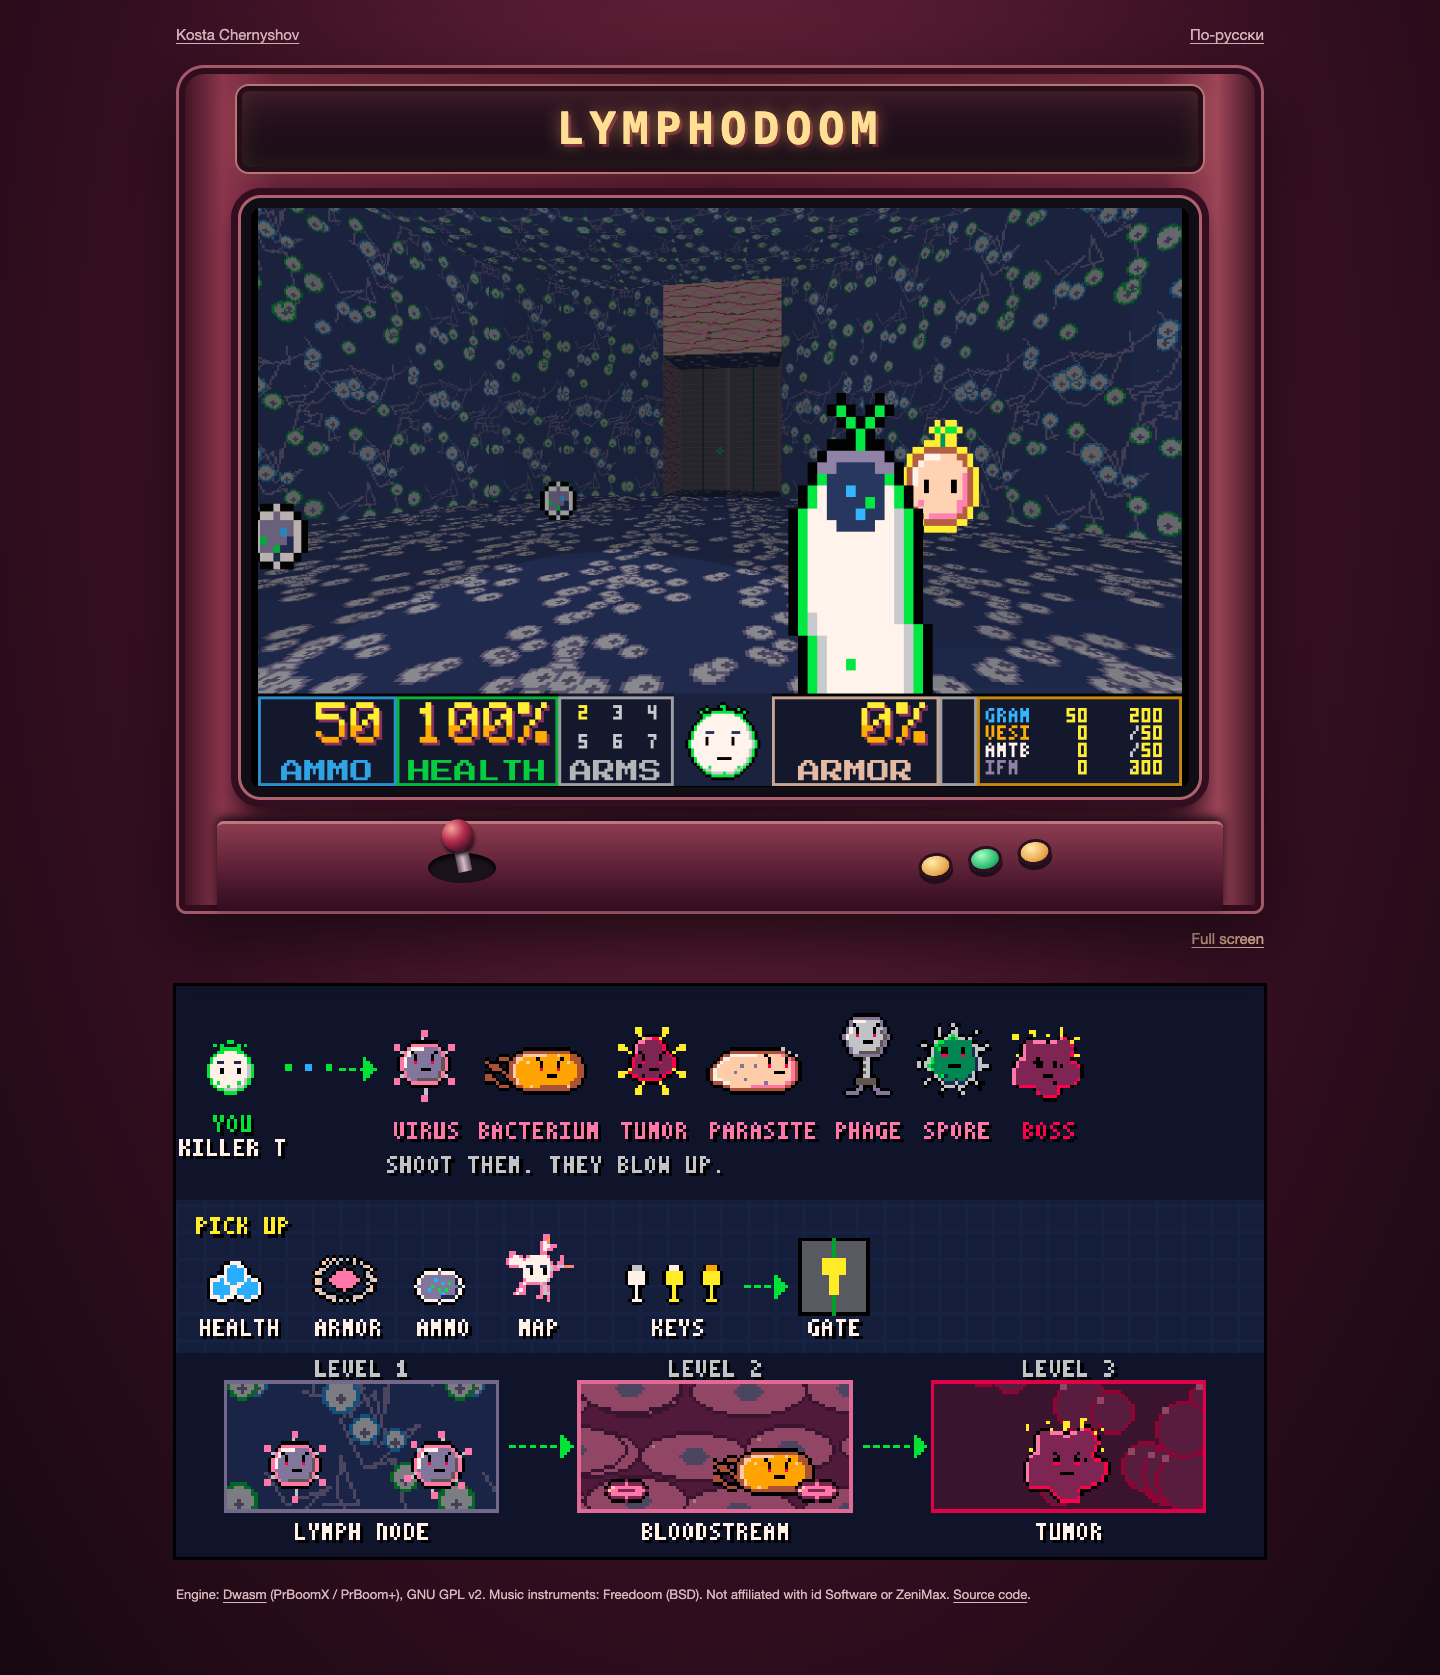 Kosta Chernyshov
По-русски
LYMPHODOOM
50 100% 2 3 4 0% GRAN 50 200
VESI 0 /50
5 6 7 ANTB 0 /50
AMMO HEALTH ARMS ARMOR IFN 0 300
Full screen
YOU
KILLER T
VIRUS BACTERIUM TUMOR PARASITE PHAGE SPORE BOSS
SHOOT THEM. THEY BLOW UP.
PICK UP
HEALTH ARMOR AMMO MAP KEYS GATE
LEVEL 1 LEVEL 2 LEVEL 3
LYMPH NODE BLOODSTREAM TUMOR
Engine: Dwasm (PrBoomX / PrBoom+), GNU GPL v2. Music instruments: Freedoom (BSD). Not affiliated with id Software or ZeniMax. Source code.